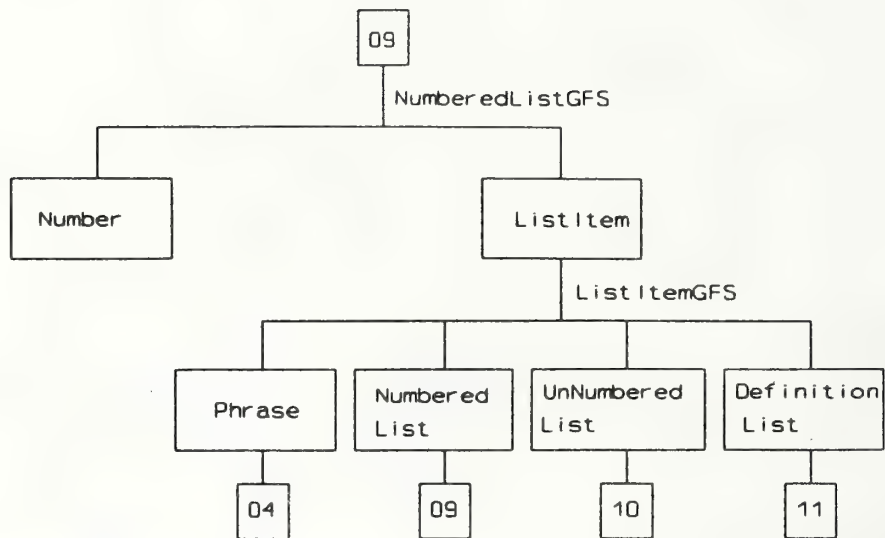 09
NumberedListGFS
Number
ListItem
ListItemGFS
Phrase
Numbered
List
UnNumbered
List
Definition
List
04
09
10
11